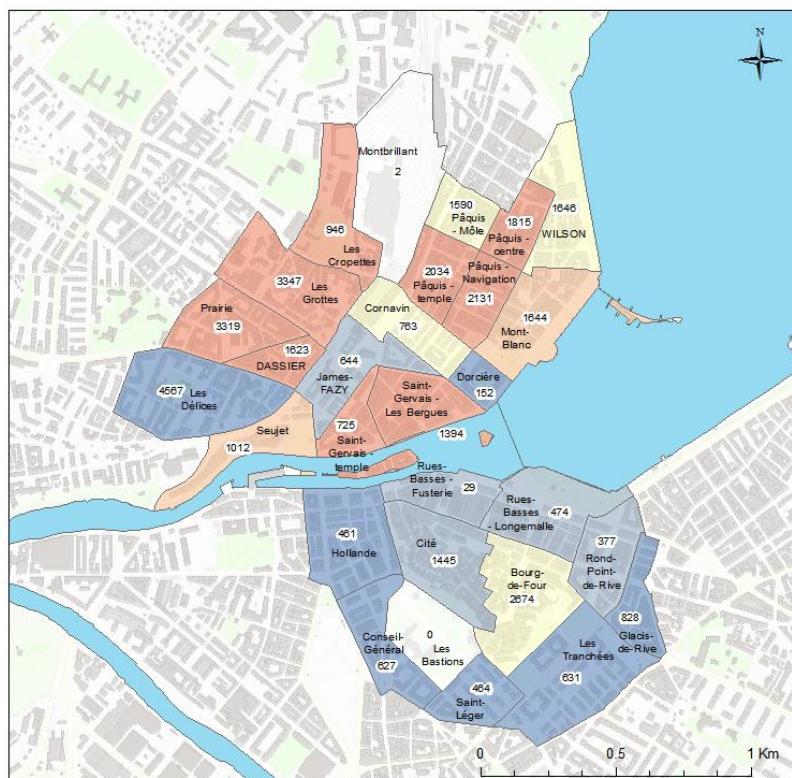 N
Montbrillant
2
1590
Pâquis
- Môle
1815
Pâquis -
centre
1646
WILSON
946
Les
Cropettes
2034
Pâquis -
temple
Pâquis -
Navigation
2131
3347
Les
Grottes
Cornavin
763
Prairie
3319
1644
Mont-
Blanc
1623
DASSIER
644
James-
FAZY
Dorcière
152
4567
Les
Délices
Saint-
Gervais -
Les Bergues
1394
Seujet
1012
725
Saint-
Gervais -
temple
Rues-
Basses -
Fusterie
29
Rues-
Basses
- Longemalle
474
461
Hollande
Cité
1445
377
Rond-
Point-
de-Rive
Bourg-
de-Four
2674
828
Glacis-
de-Rive
Conseil-
Général
627
0
Les
Bastions
Les
Tranchées
631
464
Saint-
Léger
0 0.5 1 Km